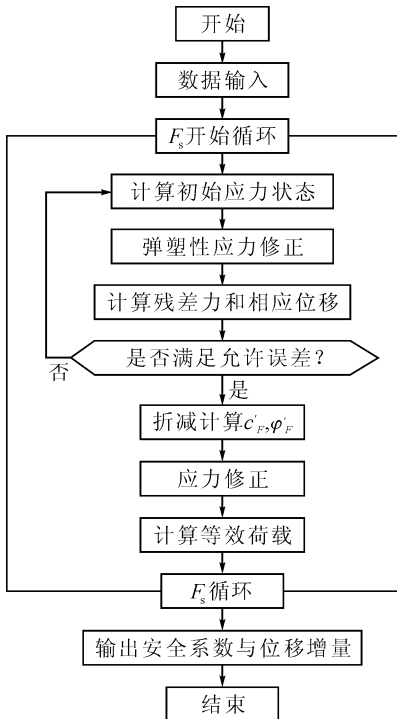 开始
数据输入
Fs开始循环
计算初始应力状态
弹塑性应力修正
计算残差力和相应位移
是否满足允许误差?
否
是
折减计算c′F,φ′F
应力修正
计算等效荷载
Fs循环
输出安全系数与位移增量
结束